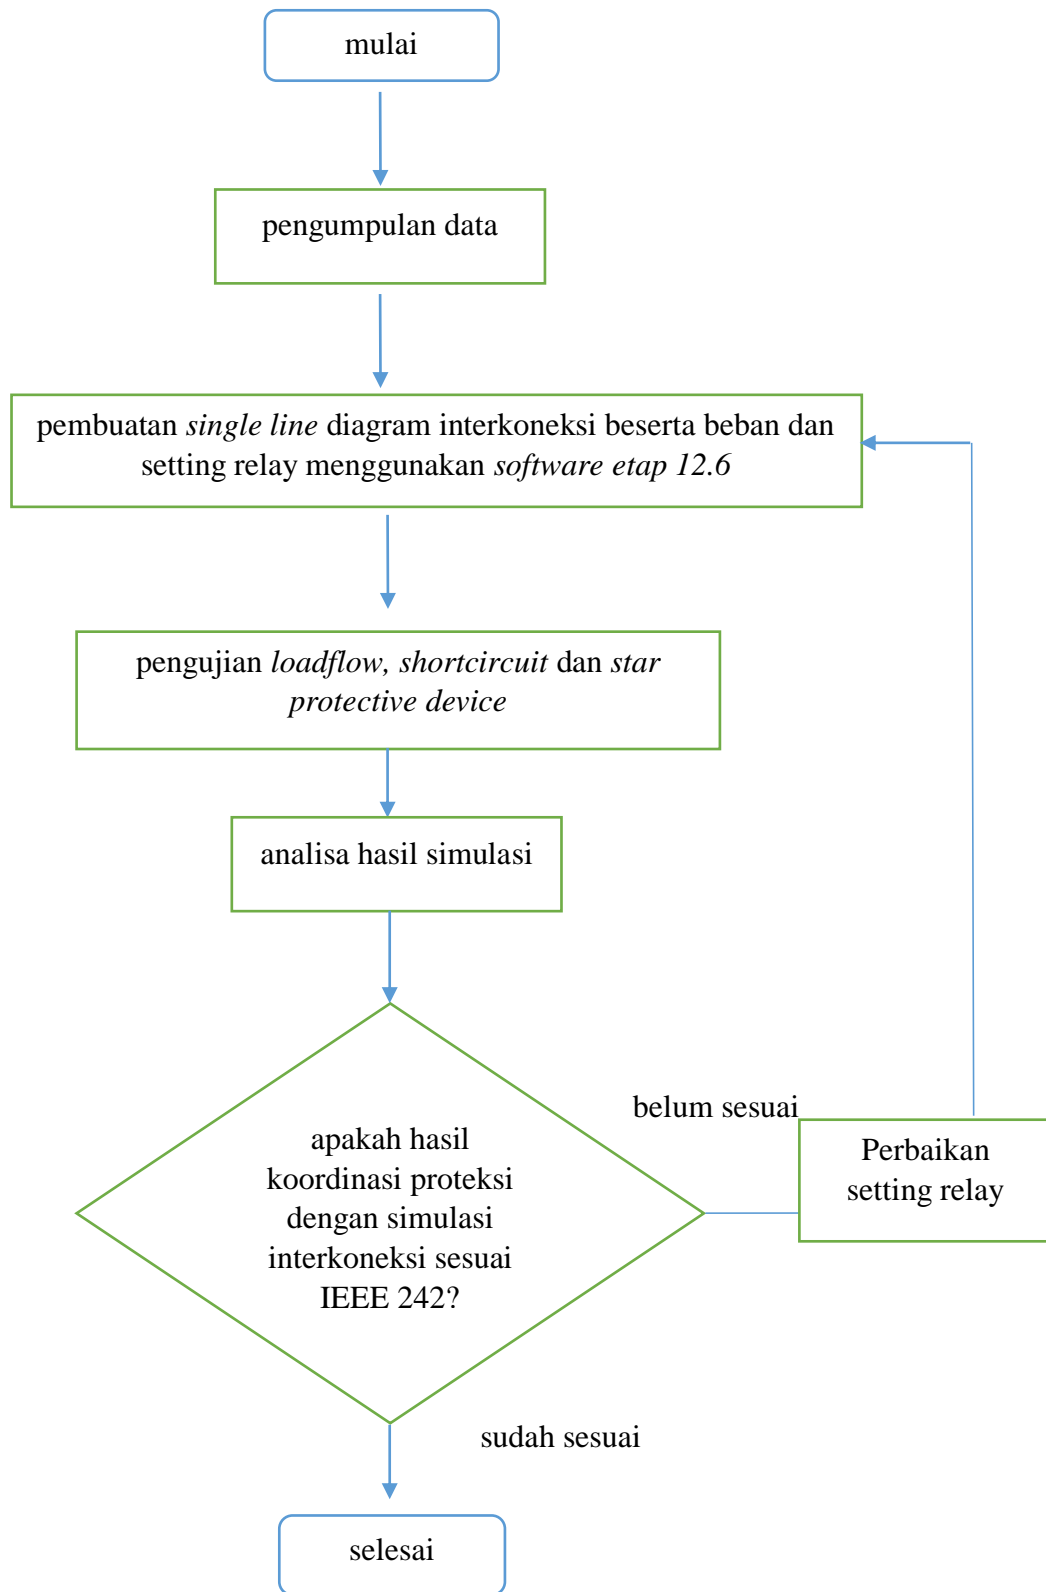 mulai
pengumpulan data
pembuatan single line diagram interkoneksi beserta beban dan
setting relay menggunakan software etap 12.6
pengujian loadflow, shortcircuit dan star
protective device
analisa hasil simulasi
belum sesuai
apakah hasil
koordinasi proteksi
dengan simulasi
interkoneksi sesuai
IEEE 242?
Perbaikan
setting relay
sudah sesuai
selesai